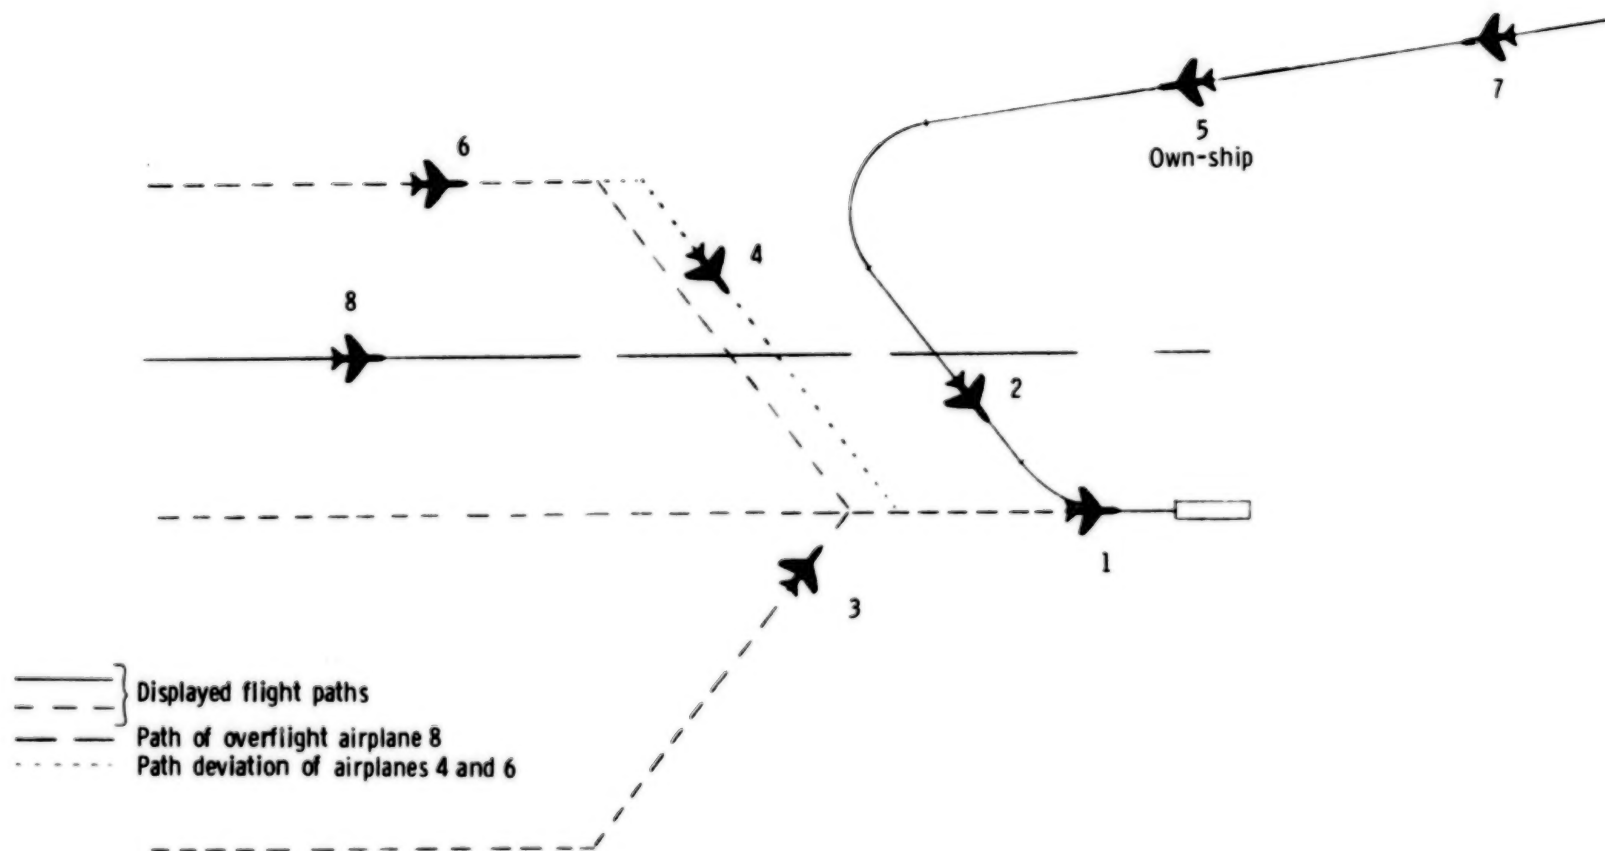 7
5
Own-ship
6
4
8
2
1
3
Displayed flight paths
Path of overflight airplane 8
Path deviation of airplanes 4 and 6